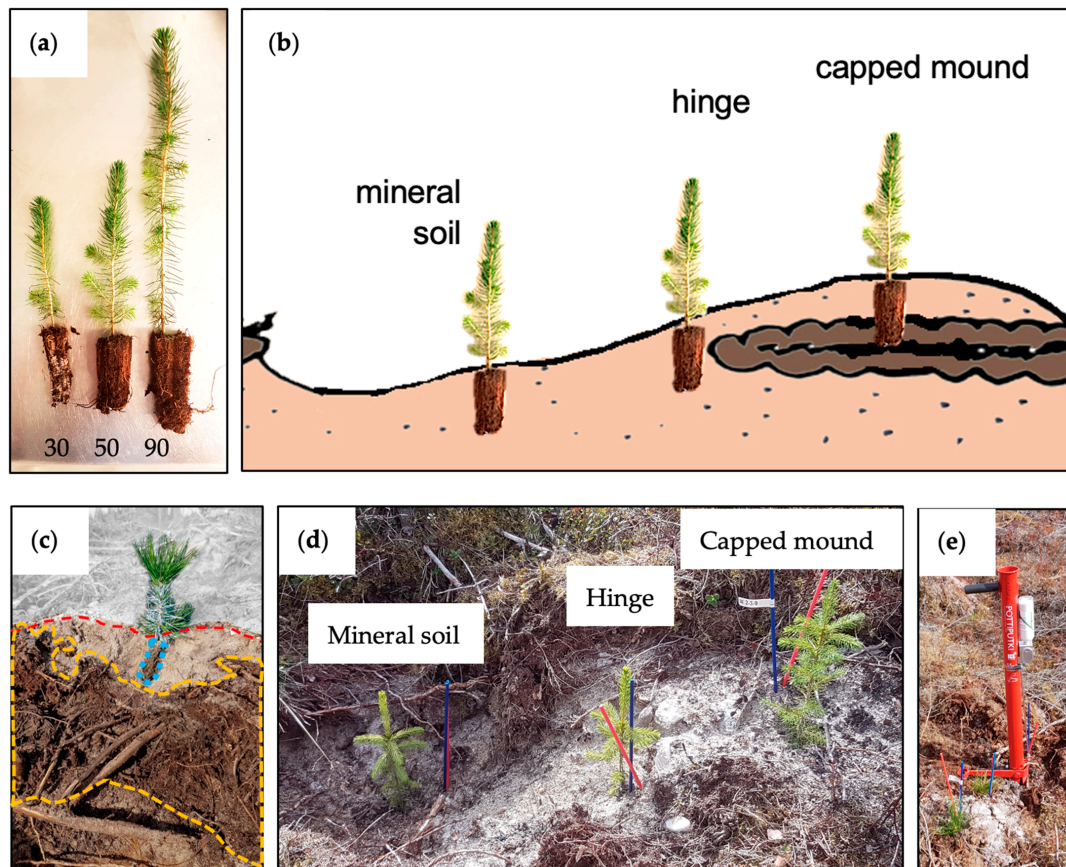 (a)
30 50 90
(b)
mineral
soil
hinge
capped mound
(c)
(d)
Mineral soil
Hinge
Capped mound
(e)
POTTIPUTKI